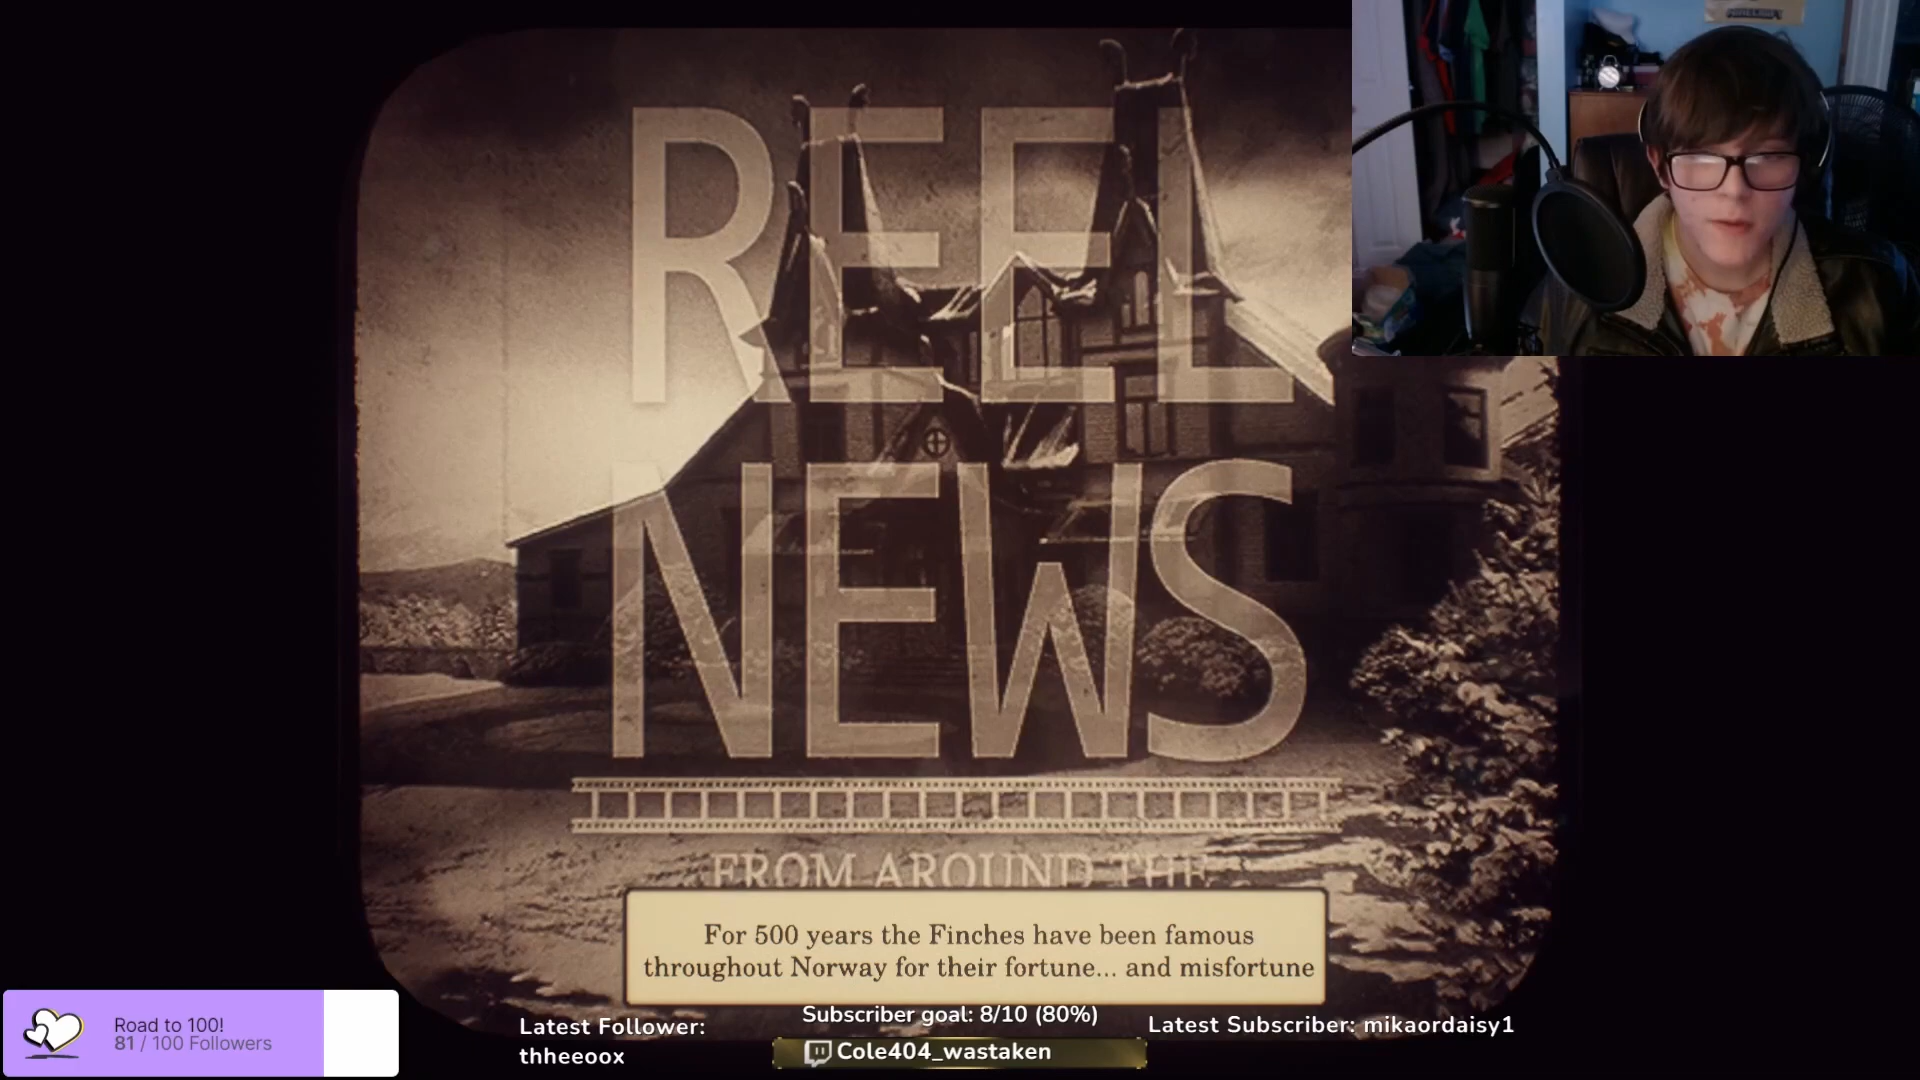 MINECRAFT
REEL
NEWS
FROM AROUND THE
For 500 years the Finches have been famous
throughout Norway for their fortune... and misfortune
Road to 100!
81 / 100 Followers
Latest Follower:
thheeoox
Subscriber goal: 8/10 (80%)
Cole404_wastaken
Latest Subscriber: mikaordaisy1